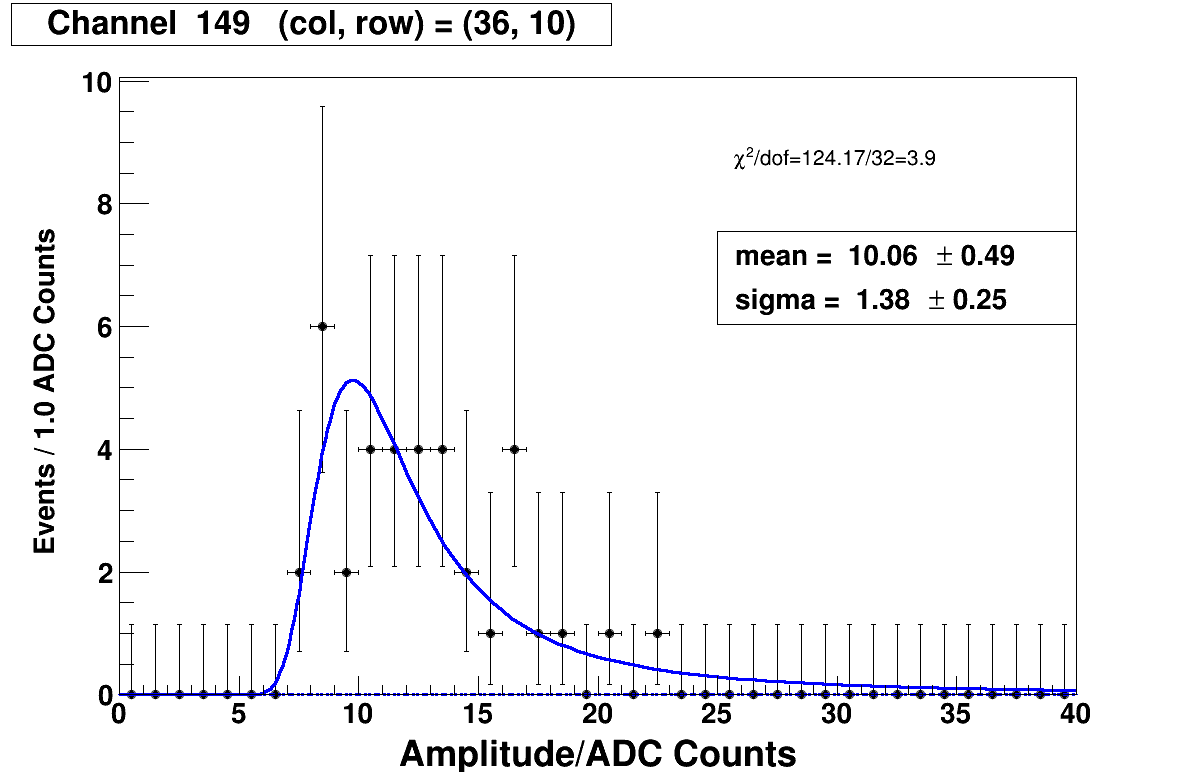 Channel 149 (col, row) = (36, 10)
10
8
6
4
2
0
Events / 1.0 ADC Counts
χ²/dof=124.17/32=3.9
mean = 10.06 ± 0.49
sigma = 1.38 ± 0.25
0 5 10 15 20 25 30 35 40
Amplitude/ADC Counts